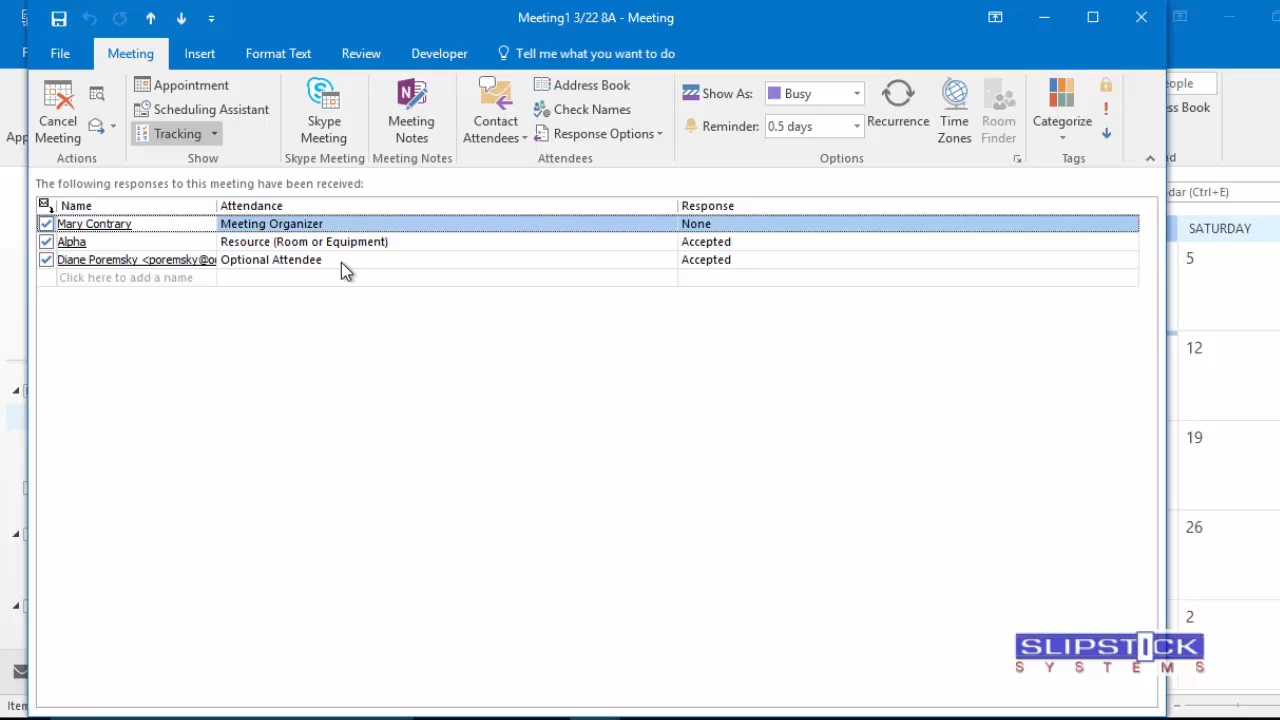 Meeting1 3/22 8A - Meeting
File Meeting Insert Format Text Review Developer Tell me what you want to do
Cancel Meeting
Actions
Appointment
Scheduling Assistant
Tracking
Show
Skype Meeting
Skype Meeting
Meeting Notes
Meeting Notes
Contact Attendees
Address Book
Check Names
Response Options
Attendees
Show As: Busy
Reminder: 0.5 days
Recurrence
Time Zones
Room Finder
Options
Categorize
Tags
The following responses to this meeting have been received:
Name Attendance Response
Mary Contrary Meeting Organizer None
Alpha Resource (Room or Equipment) Accepted
Diane Poremsky <poremsky@o Optional Attendee Accepted
Click here to add a name
eople
ss Book
dar (Ctrl+E)
SATURDAY
5
12
19
26
2
SLIPSTICK
SYSTEMS
App
Item